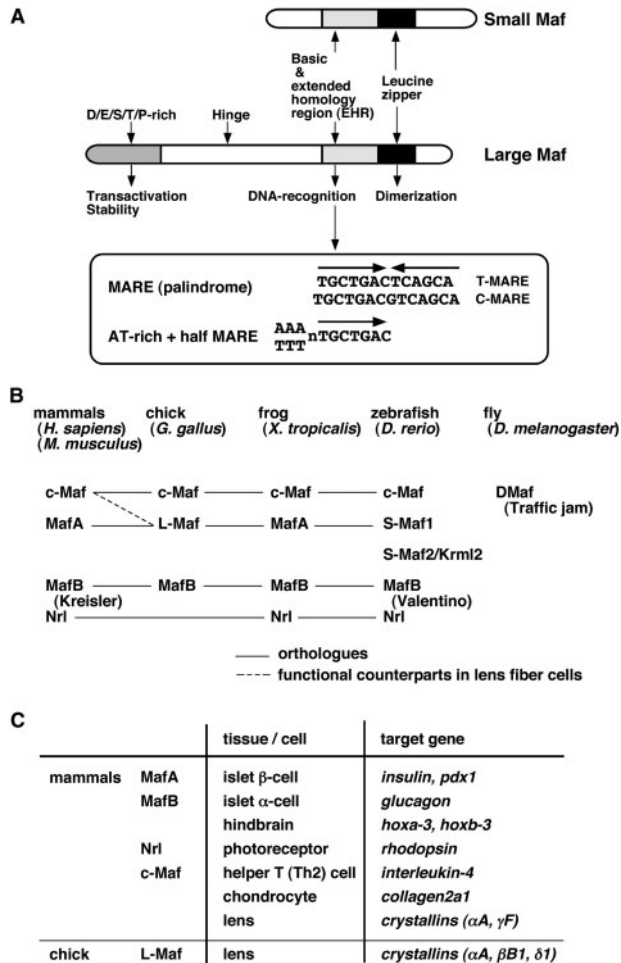 A
Small Maf
Basic
&
extended
homology
region (EHR)
Leucine
zipper
D/E/S/T/P-rich
Hinge
Large Maf
Transactivation
Stability
DNA-recognition
Dimerization
MARE (palindrome)
TGCTGACTCAGCA T-MARE
TGCTGACGTCAGCA C-MARE
AT-rich + half MARE
AAA
TTT
nTGCTGAC
B
mammals chick frog zebrafish fly
(H. sapiens) (G. gallus) (X. tropicalis) (D. rerio) (D. melanogaster)
(M. musculus)
c-Maf c-Maf c-Maf c-Maf DMaf
(Traffic jam)
MafA L-Maf MafA S-Maf1
S-Maf2/Krml2
MafB MafB MafB MafB
(Kreisler) (Valentino)
Nrl Nrl Nrl
orthologues
functional counterparts in lens fiber cells
C
tissue / cell target gene
mammals MafA islet β-cell insulin, pdx1
MafB islet α-cell glucagon
hindbrain hoxa-3, hoxb-3
Nrl photoreceptor rhodopsin
c-Maf helper T (Th2) cell interleukin-4
chondrocyte collagen2a1
lens crystallins (αA, γF)
chick L-Maf lens crystallins (αA, βB1, δ1)